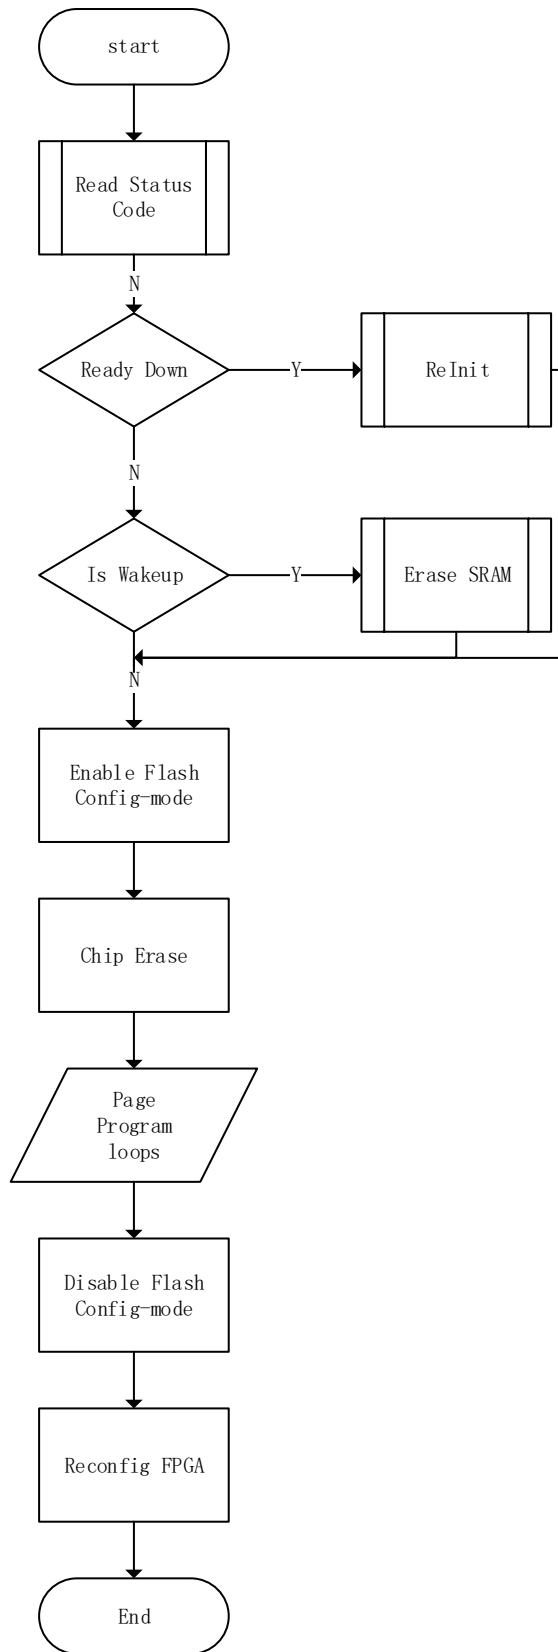 start
Read Status
Code
N
Ready Down
Y
ReInit
N
Is Wakeup
Y
Erase SRAM
N
Enable Flash
Config-mode
Chip Erase
Page
Program
loops
Disable Flash
Config-mode
Reconfig FPGA
End